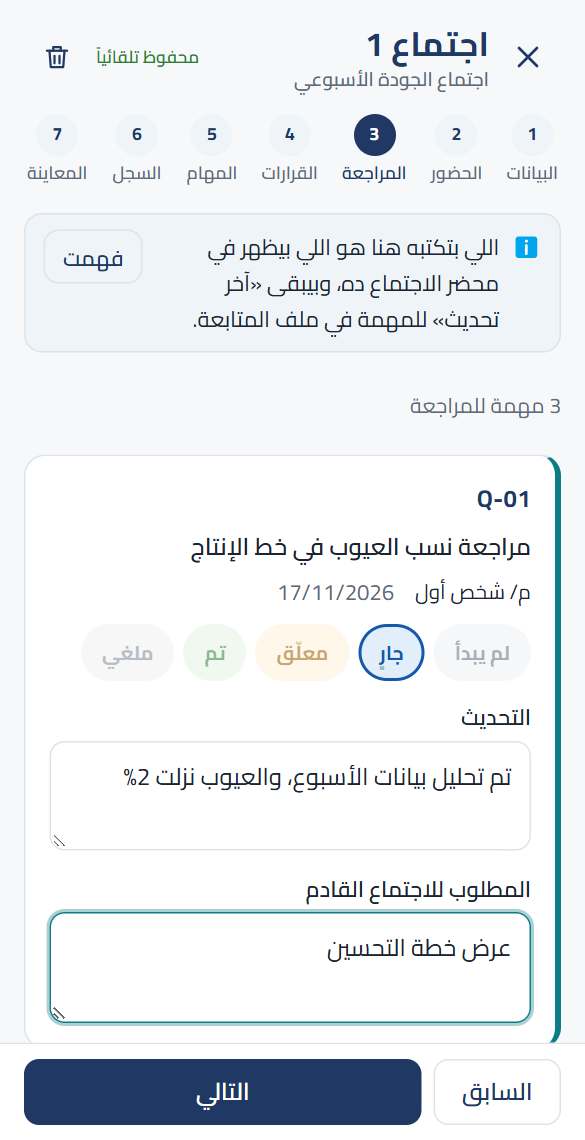 اجتماع 1
اجتماع الجودة الأسبوعي
محفوظ تلقائياً
1 البيانات
2 الحضور
3 المراجعة
4 القرارات
5 المهام
6 السجل
7 المعاينة
اللي بتكتبه هنا هو اللي بيظهر في
محضر الاجتماع ده، وبيبقى «آخر
تحديث» للمهمة في ملف المتابعة.
فهمت
3 مهمة للمراجعة
Q-01
مراجعة نسب العيوب في خط الإنتاج
م/ شخص أول 17/11/2026
لم يبدأ جارٍ معلّق تم ملغي
التحديث
تم تحليل بيانات الأسبوع، والعيوب نزلت 2%
المطلوب للاجتماع القادم
عرض خطة التحسين
السابق
التالي